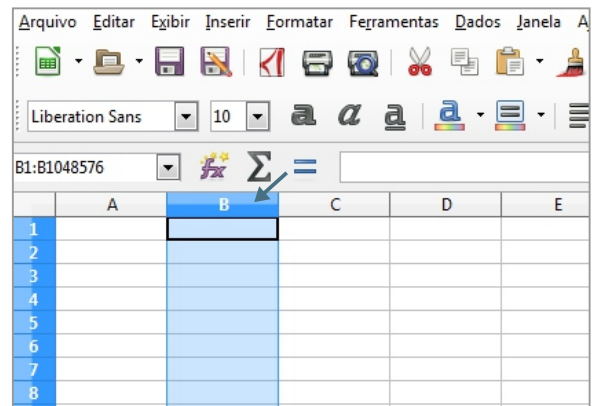 Arquivo Editar Exibir Inserir Formatar Ferramentas Dados Janela A
Liberation Sans 10 a a a a
B1:B1048576 fx Σ =
A B C D E
1
2
3
4
5
6
7
8